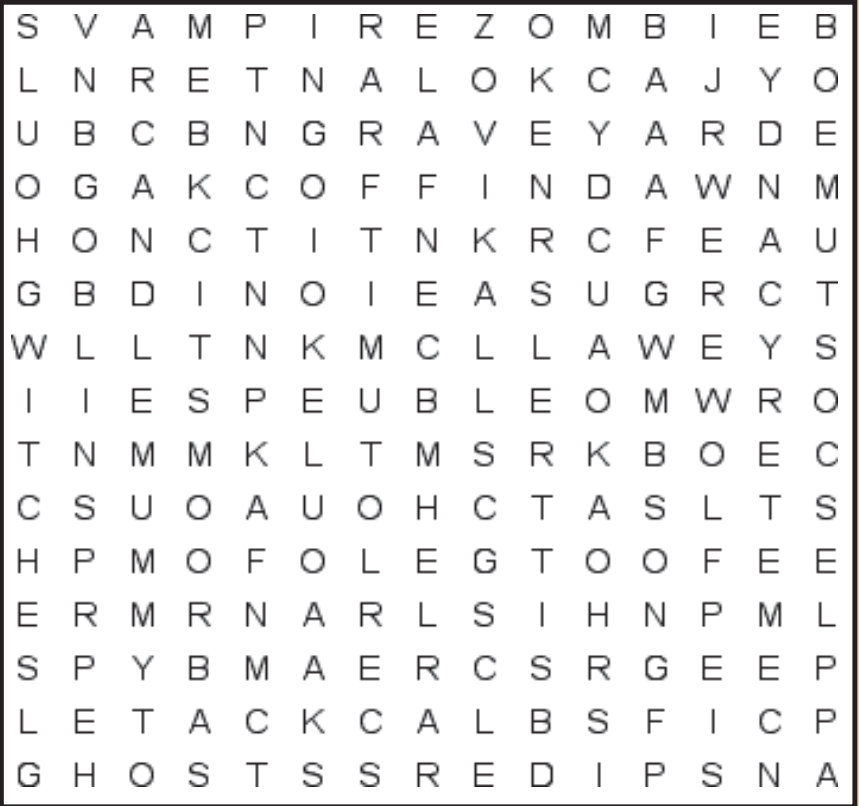 S V A M P I R E Z O M B I E B
L N R E T N A L O K C A J Y O
U B C B N G R A V E Y A R D E
O G A K C O F F I N D A W N M
H O N C T I T N K R C F E A U
G B D I N O I E A S U G R C T
W L L T N K M C L L A W E Y S
I I E S P E U B L E O M W R O
T N M M K L T M S R K B O E C
C S U O A U O H C T A S L T S
H P M O F O L E G T O O F E E
E R M R N A R L S I H N P M L
S P Y B M A E R C S R G E E P
L E T A C K C A L B S F I C P
G H O S T S S R E D I P S N A